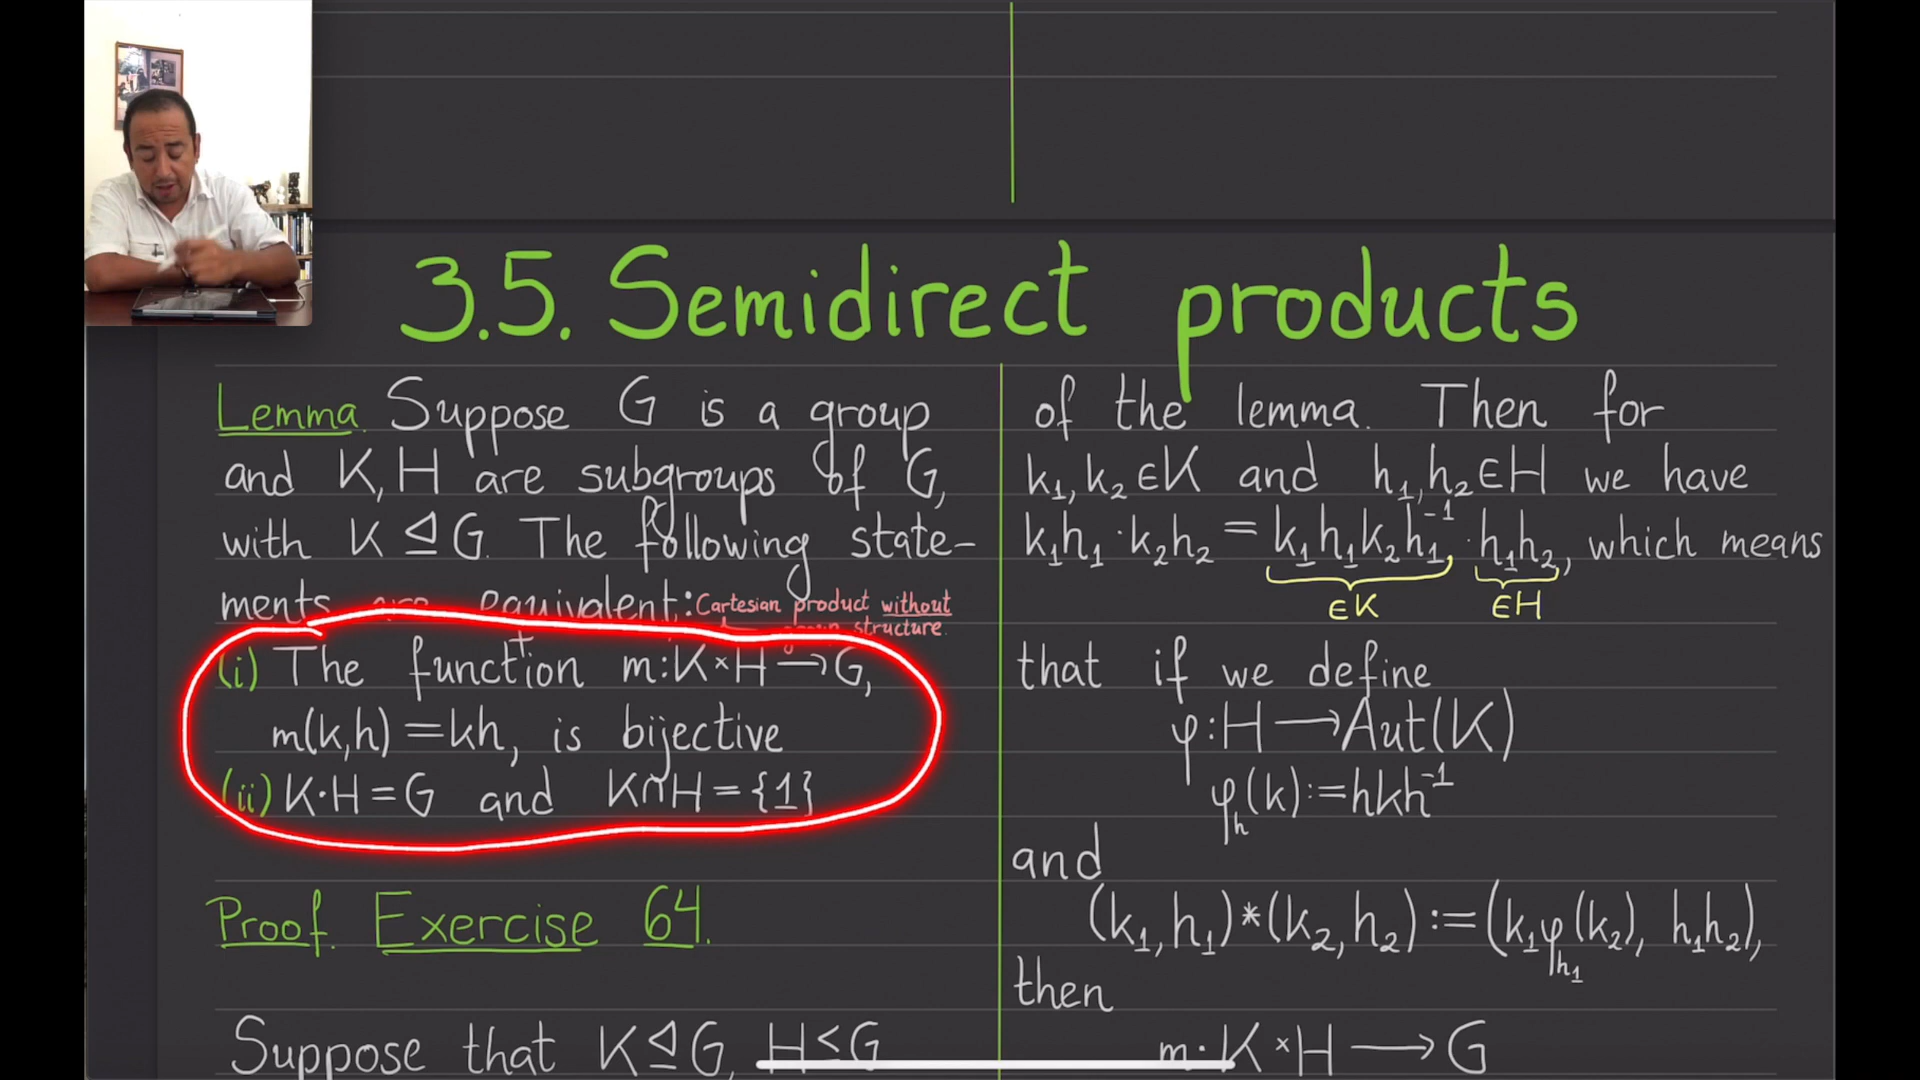 3.5. Semidirect products
Lemma. Suppose G is a group
and K, H are subgroups of G,
with K ⊴ G. The following state-
ments are equivalent:
Cartesian product without
group structure.
(i) The function m: K × H → G,
m(k,h) = kh, is bijective
(ii) K·H = G and K∩H = {1}
Proof. Exercise 64.
Suppose that K ⊴ G, H < G
of the lemma. Then for
k₁, k₂ ∈ K and h₁, h₂ ∈ H we have
k₁h₁·k₂h₂ = k₁h₁k₂h₁⁻¹·h₁h₂, which means
∈K ∈H
that if we define
φ: H → Aut(K)
φₕ(k) := hkh⁻¹
and
(k₁, h₁) * (k₂, h₂) := (k₁φₕ₁(k₂), h₁h₂),
then
m: K × H → G